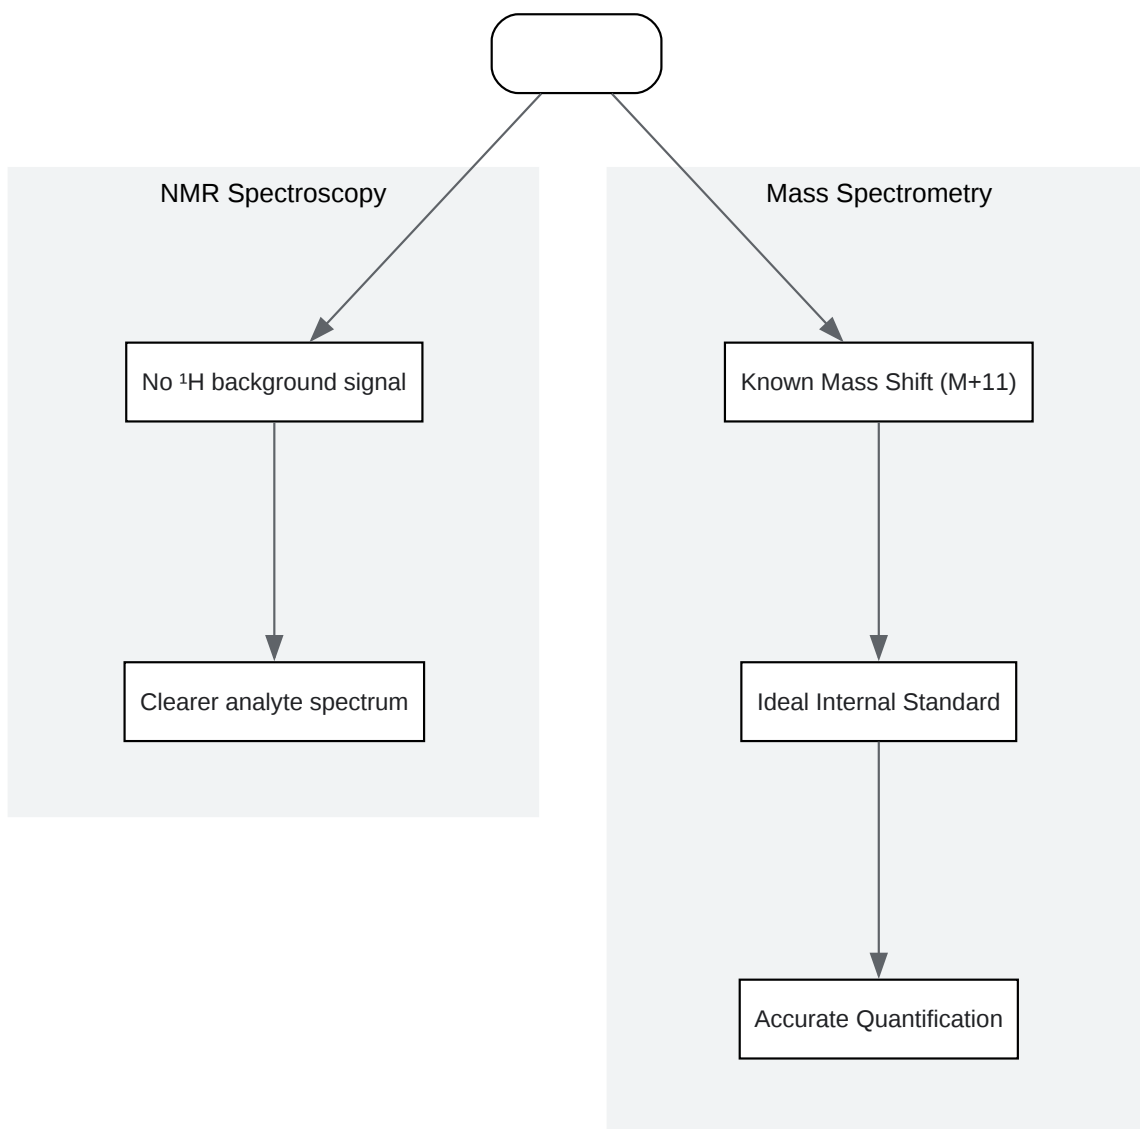 NMR Spectroscopy
Mass Spectrometry
No ¹H background signal
Known Mass Shift (M+11)
Clearer analyte spectrum
Ideal Internal Standard
Accurate Quantification